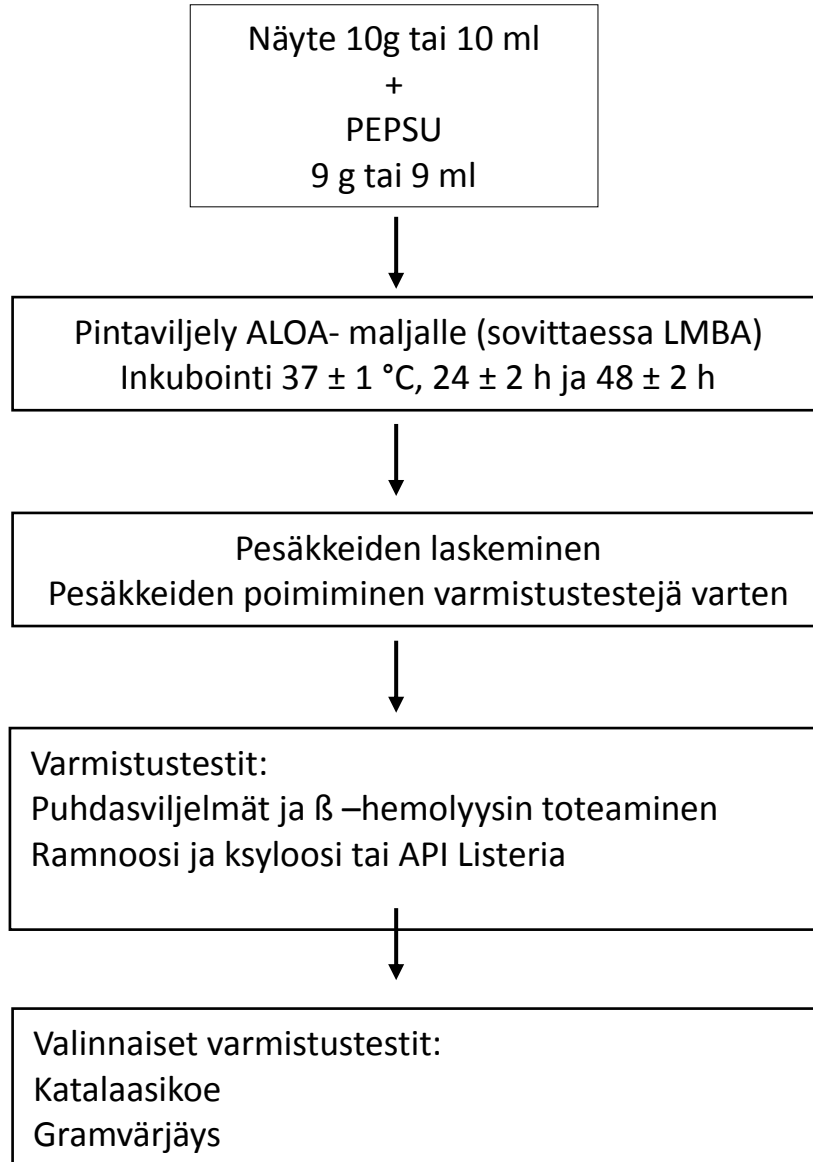 Näyte 10g tai 10 ml
+
PEPSU
9 g tai 9 ml
Pintaviljely ALOA- maljalle (sovittaessa LMBA)
Inkubointi 37 ± 1 °C, 24 ± 2 h ja 48 ± 2 h
Pesäkkeiden laskeminen
Pesäkkeiden poimiminen varmistustestejä varten
Varmistustestit:
Puhdasviljelmät ja ß –hemolyysin toteaminen
Ramnoosi ja ksyloosi tai API Listeria
Valinnaiset varmistustestit:
Katalaasikoe
Gramvärjäys